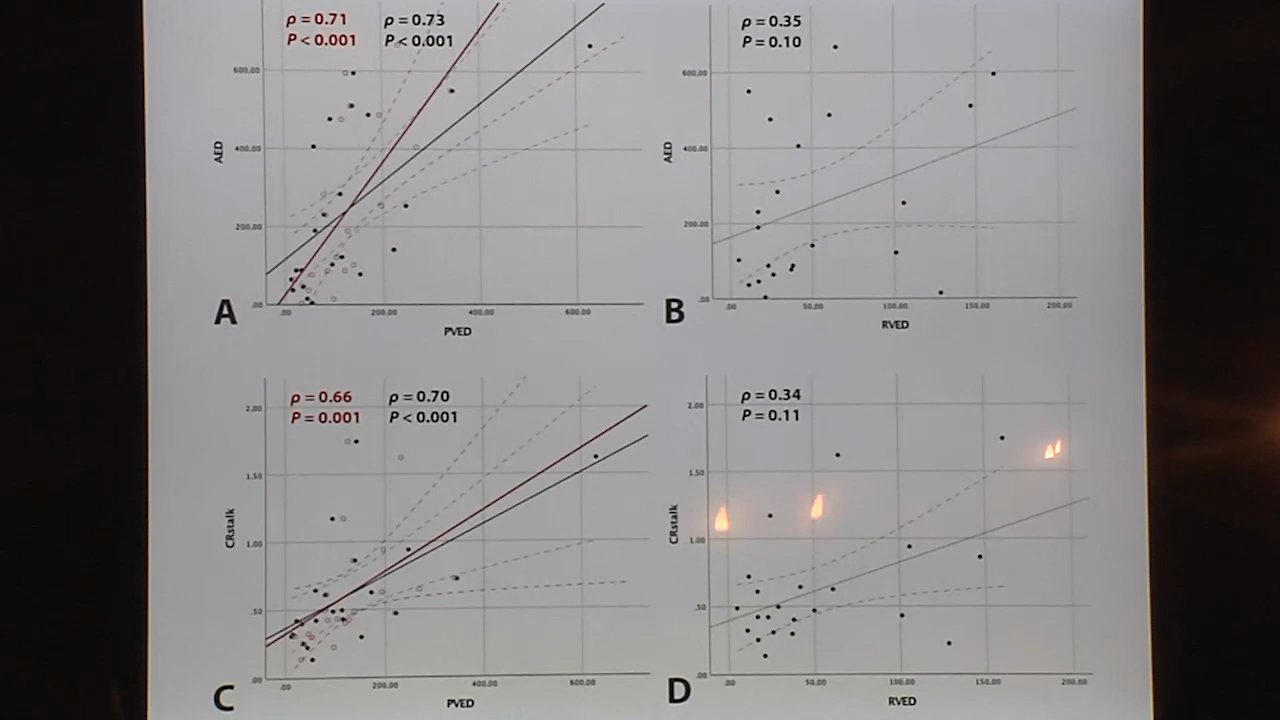 ρ = 0.71 ρ = 0.73
P < 0.001 P < 0.001
600.00
400.00
200.00
.00
AED
.00 200.00 400.00 600.00
PVED
A
ρ = 0.35
P = 0.10
600.00
400.00
200.00
.00
AED
.00 50.00 100.00 150.00 200.00
RVED
B
ρ = 0.66 ρ = 0.70
P = 0.001 P < 0.001
2.00
1.50
1.00
.50
.00
CRstalk
.00 200.00 400.00 600.00
PVED
C
ρ = 0.34
P = 0.11
2.00
1.50
1.00
.50
.00
CRstalk
.00 50.00 100.00 150.00 200.00
RVED
D